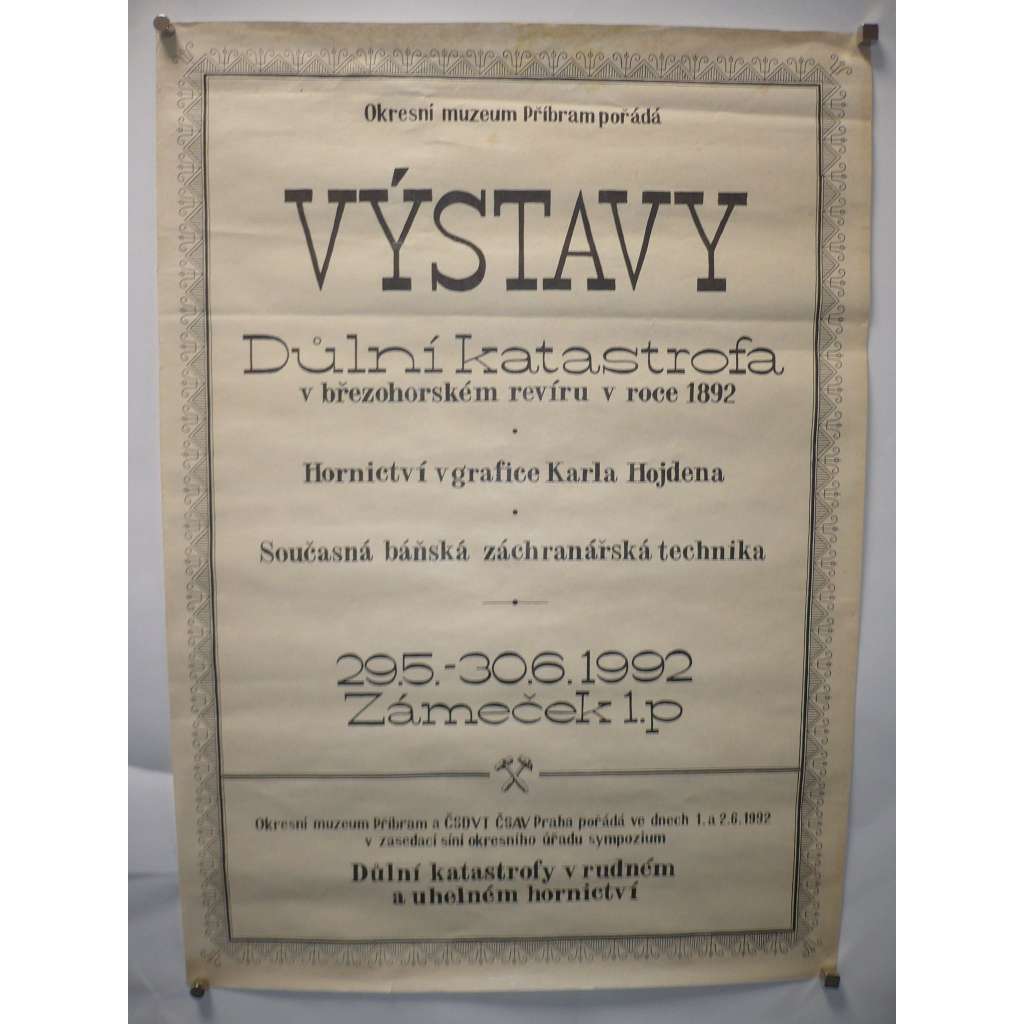 Okresní muzeum Příbram pořádá
VÝSTAVY
Důlní katastrofa
v březohorském revíru v roce 1892
Hornictví v grafice Karla Hojdena
Současná báňská záchranářská technika
29.5.-30.6.1992
Zámeček 1.p
Okresní muzeum Příbram a ČSDVT ČSAV Praha pořádá ve dnech 1. a 2.6.1992
v zasedací síni okresního úřadu sympozium
Důlní katastrofy v rudném
a uhelném hornictví